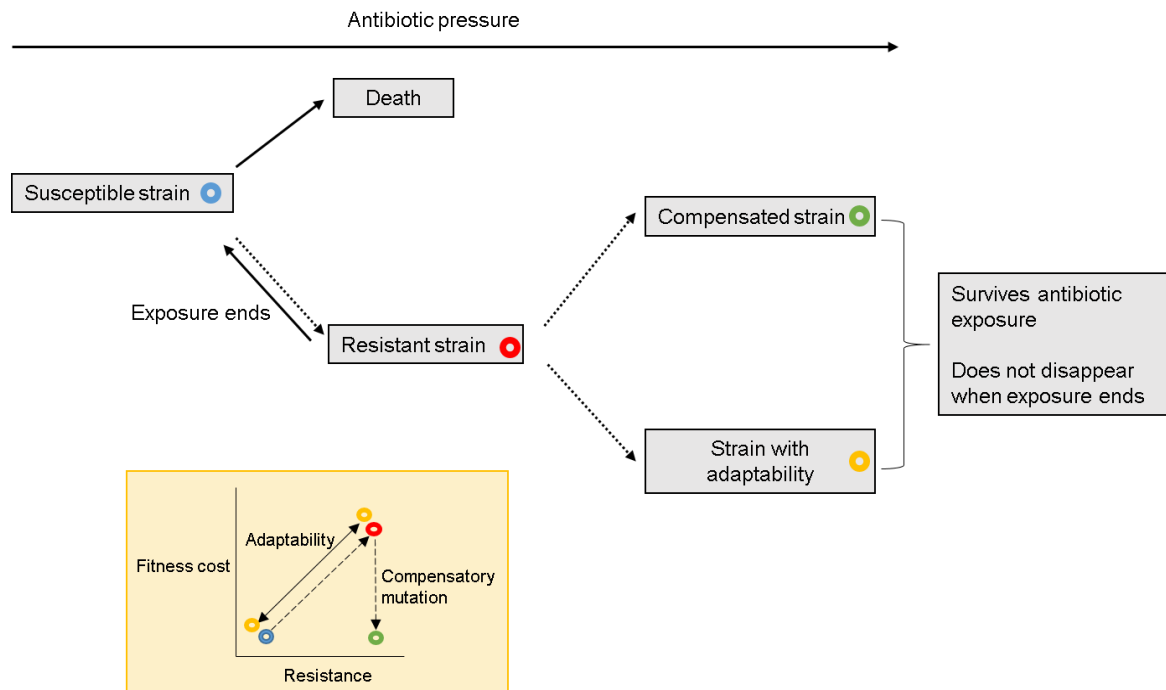 Antibiotic pressure
Death
Susceptible strain
Compensated strain
Exposure ends
Resistant strain
Survives antibiotic
exposure
Does not disappear
when exposure ends
Strain with
adaptability
Adaptability
Fitness cost
Compensatory
mutation
Resistance